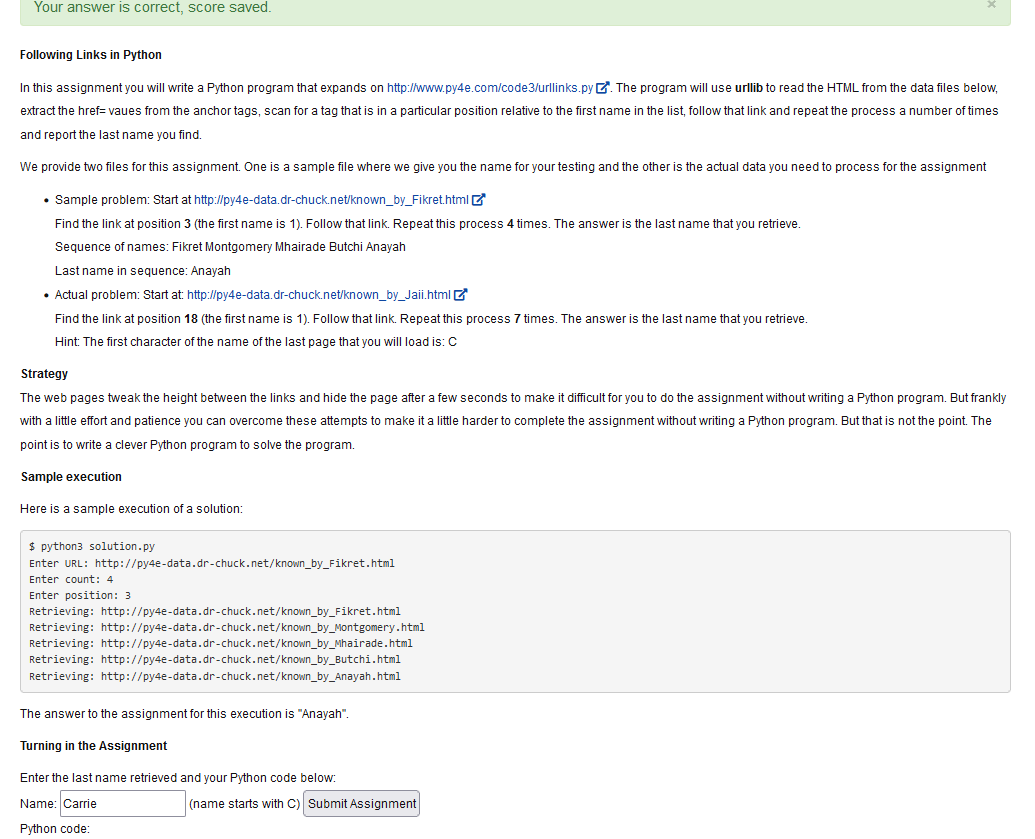 Your answer is correct, score saved.
×
Following Links in Python
In this assignment you will write a Python program that expands on http://www.py4e.com/code3/urllinks.py. The program will use urllib to read the HTML from the data files below,
extract the href= vaues from the anchor tags, scan for a tag that is in a particular position relative to the first name in the list, follow that link and repeat the process a number of times
and report the last name you find.
We provide two files for this assignment. One is a sample file where we give you the name for your testing and the other is the actual data you need to process for the assignment
• Sample problem: Start at http://py4e-data.dr-chuck.net/known_by_Fikret.html
Find the link at position 3 (the first name is 1). Follow that link. Repeat this process 4 times. The answer is the last name that you retrieve.
Sequence of names: Fikret Montgomery Mhairade Butchi Anayah
Last name in sequence: Anayah
• Actual problem: Start at: http://py4e-data.dr-chuck.net/known_by_Jaii.html
Find the link at position 18 (the first name is 1). Follow that link. Repeat this process 7 times. The answer is the last name that you retrieve.
Hint: The first character of the name of the last page that you will load is: C
Strategy
The web pages tweak the height between the links and hide the page after a few seconds to make it difficult for you to do the assignment without writing a Python program. But frankly
with a little effort and patience you can overcome these attempts to make it a little harder to complete the assignment without writing a Python program. But that is not the point. The
point is to write a clever Python program to solve the program.
Sample execution
Here is a sample execution of a solution:
$ python3 solution.py
Enter URL: http://py4e-data.dr-chuck.net/known_by_Fikret.html
Enter count: 4
Enter position: 3
Retrieving: http://py4e-data.dr-chuck.net/known_by_Fikret.html
Retrieving: http://py4e-data.dr-chuck.net/known_by_Montgomery.html
Retrieving: http://py4e-data.dr-chuck.net/known_by_Mhairade.html
Retrieving: http://py4e-data.dr-chuck.net/known_by_Butchi.html
Retrieving: http://py4e-data.dr-chuck.net/known_by_Anayah.html
The answer to the assignment for this execution is "Anayah".
Turning in the Assignment
Enter the last name retrieved and your Python code below:
Name: Carrie (name starts with C) Submit Assignment
Python code: